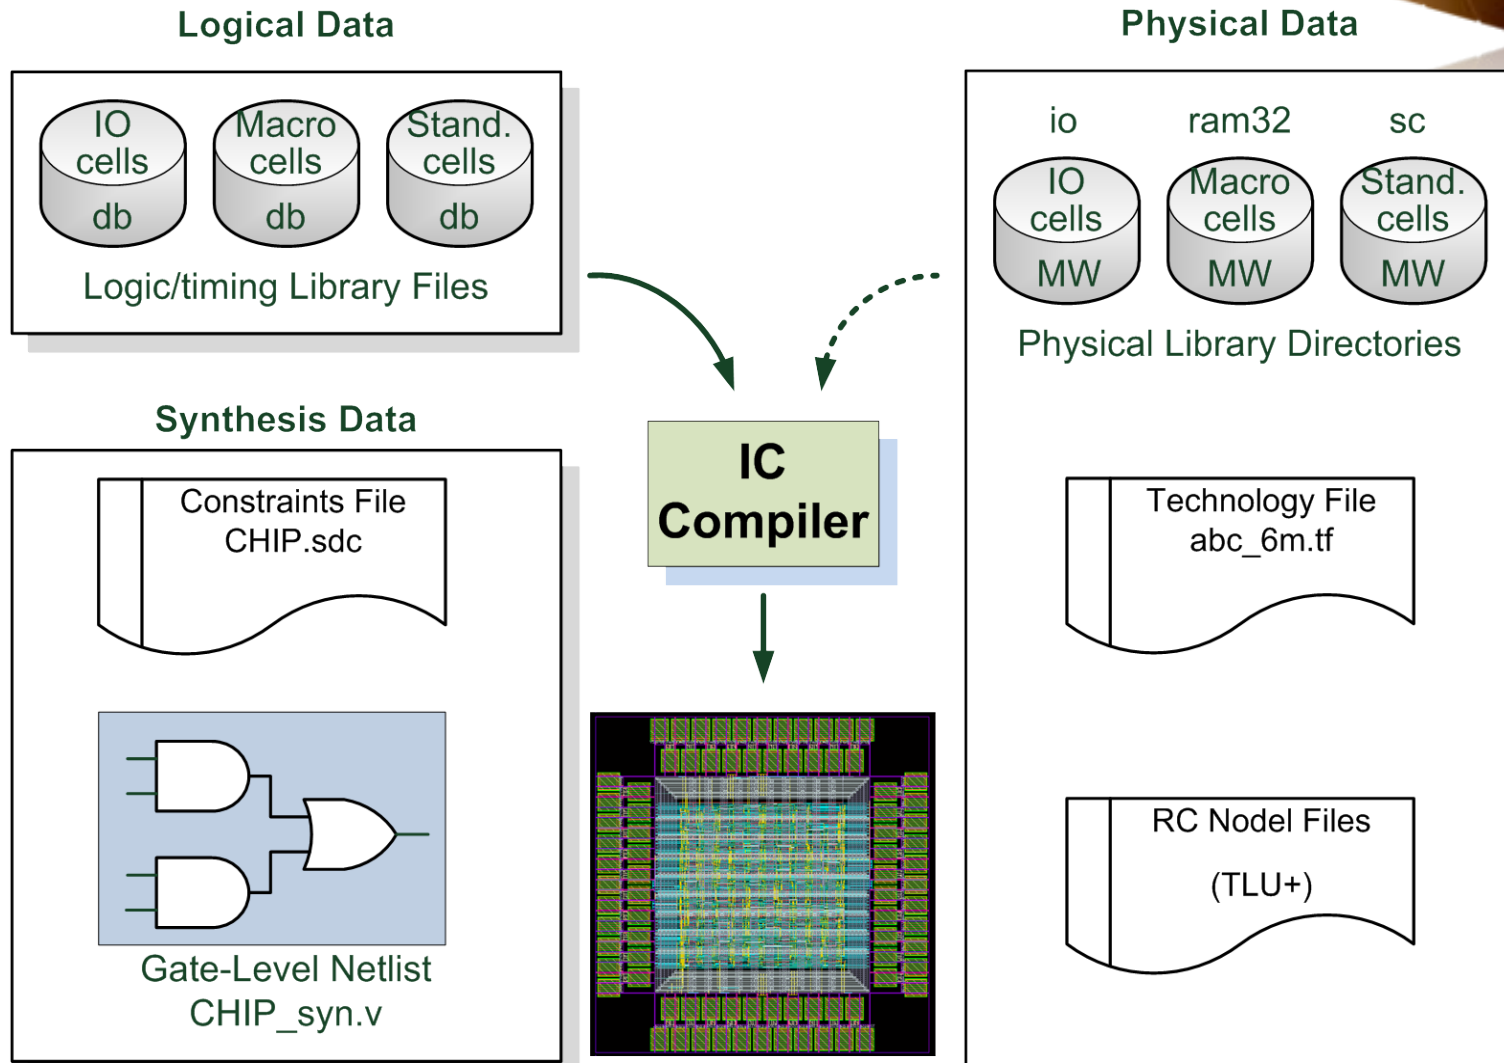 Logical Data
IO
cells
db
Macro
cells
db
Stand.
cells
db
Logic/timing Library Files
Synthesis Data
Constraints File
CHIP.sdc
Gate-Level Netlist
CHIP_syn.v
IC
Compiler
Physical Data
io
ram32
sc
IO
cells
MW
Macro
cells
MW
Stand.
cells
MW
Physical Library Directories
Technology File
abc_6m.tf
RC Nodel Files
(TLU+)